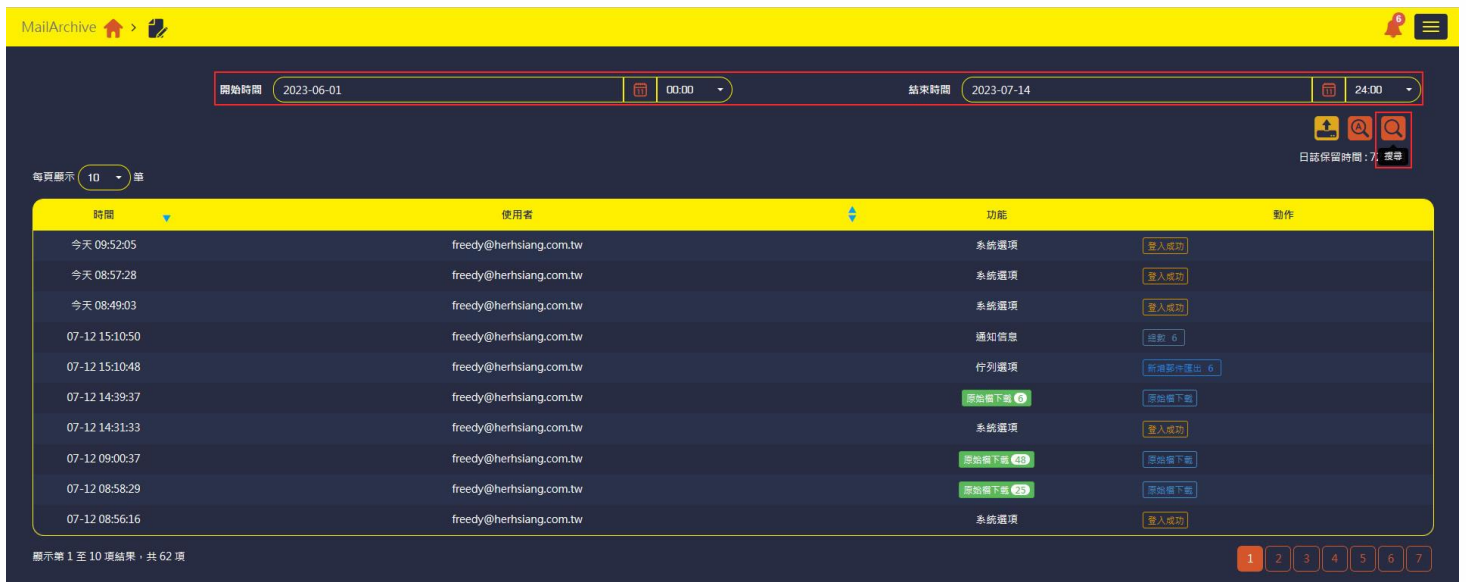 MailArchive >
6
開始時間 2023-06-01 11 00:00 結束時間 2023-07-14 11 24:00
A
日誌保留時間 : 7 搜尋
每頁顯示 10 筆
時間 使用者 功能 動作
今天 09:52:05 freedy@herhsiang.com.tw 系統選項 登入成功
今天 08:57:28 freedy@herhsiang.com.tw 系統選項 登入成功
今天 08:49:03 freedy@herhsiang.com.tw 系統選項 登入成功
07-12 15:10:50 freedy@herhsiang.com.tw 通知信息 總數 6
07-12 15:10:48 freedy@herhsiang.com.tw 佇列選項 新增郵件匯出 6
07-12 14:39:37 freedy@herhsiang.com.tw 原始檔下載 6 原始檔下載
07-12 14:31:33 freedy@herhsiang.com.tw 系統選項 登入成功
07-12 09:00:37 freedy@herhsiang.com.tw 原始檔下載 48 原始檔下載
07-12 08:58:29 freedy@herhsiang.com.tw 原始檔下載 25 原始檔下載
07-12 08:56:16 freedy@herhsiang.com.tw 系統選項 登入成功
顯示第 1 至 10 項結果，共 62 項 1 2 3 4 5 6 7